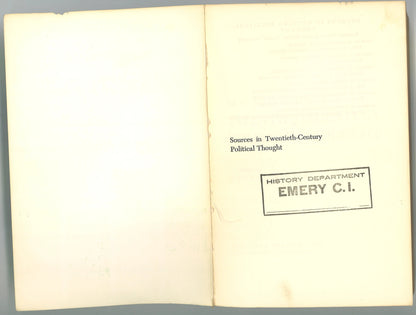 Sources in Twentieth-Century
Political Thought
HISTORY DEPARTMENT
EMERY C.I.